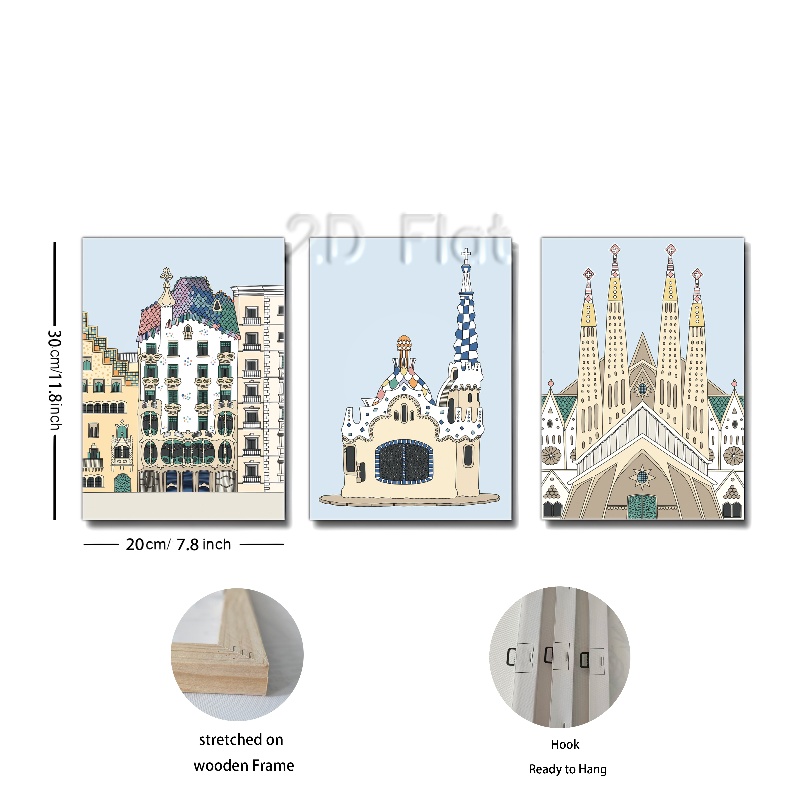 2D Flat
30cm/11.8inch
20cm/ 7.8 inch
stretched on
wooden Frame
Hook
Ready to Hang